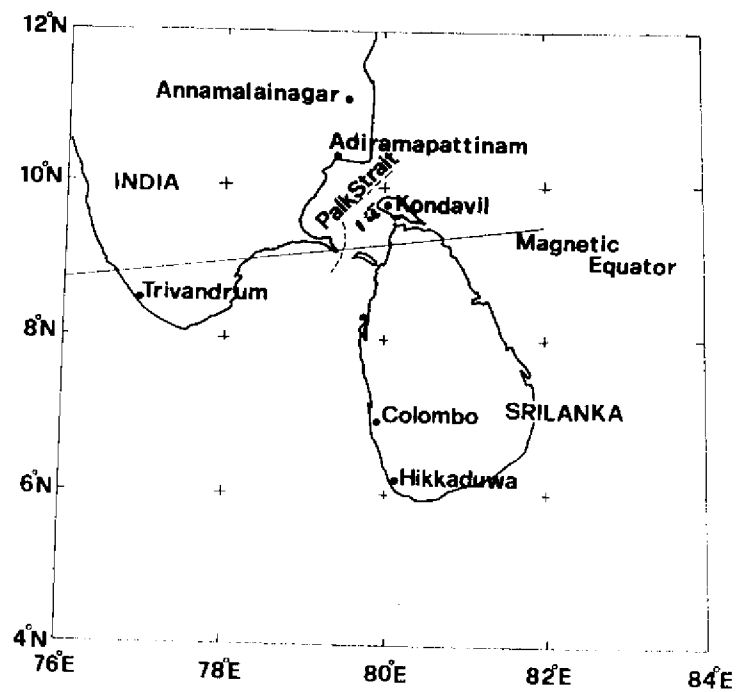 12°N
Annamalainagar
Adiramapattinam
10°N
INDIA
Palk Strait
Kondavil
Magnetic
Equator
Trivandrum
8°N
Colombo
SRILANKA
6°N
Hikkaduwa
4°N
76°E
78°E
80°E
82°E
84°E